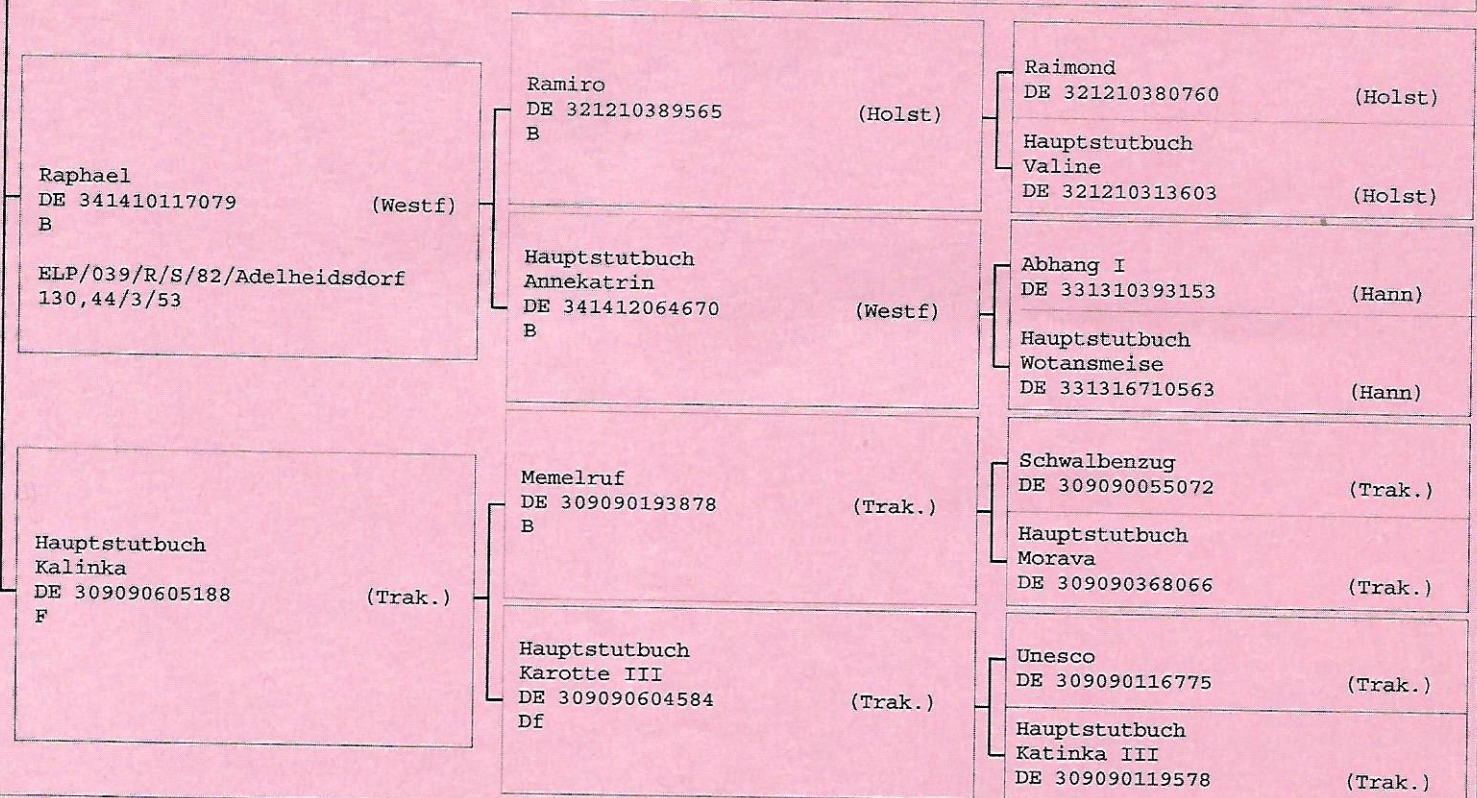 Raphael
DE 341410117079 (Westf)
B
ELP/039/R/S/82/Adelheidsdorf
130,44/3/53
Hauptstutbuch
Kalinka
DE 309090605188 (Trak.)
F
Ramiro
DE 321210389565 (Holst)
B
Hauptstutbuch
Annekatrin
DE 341412064670 (Westf)
B
Memelruf
DE 309090193878 (Trak.)
B
Hauptstutbuch
Karotte III
DE 309090604584 (Trak.)
Df
Raimond
DE 321210380760 (Holst)
Hauptstutbuch
Valine
DE 321210313603 (Holst)
Abhang I
DE 331310393153 (Hann)
Hauptstutbuch
Wotansmeise
DE 331316710563 (Hann)
Schwalbenzug
DE 309090055072 (Trak.)
Hauptstutbuch
Morava
DE 309090368066 (Trak.)
Unesco
DE 309090116775 (Trak.)
Hauptstutbuch
Katinka III
DE 309090119578 (Trak.)